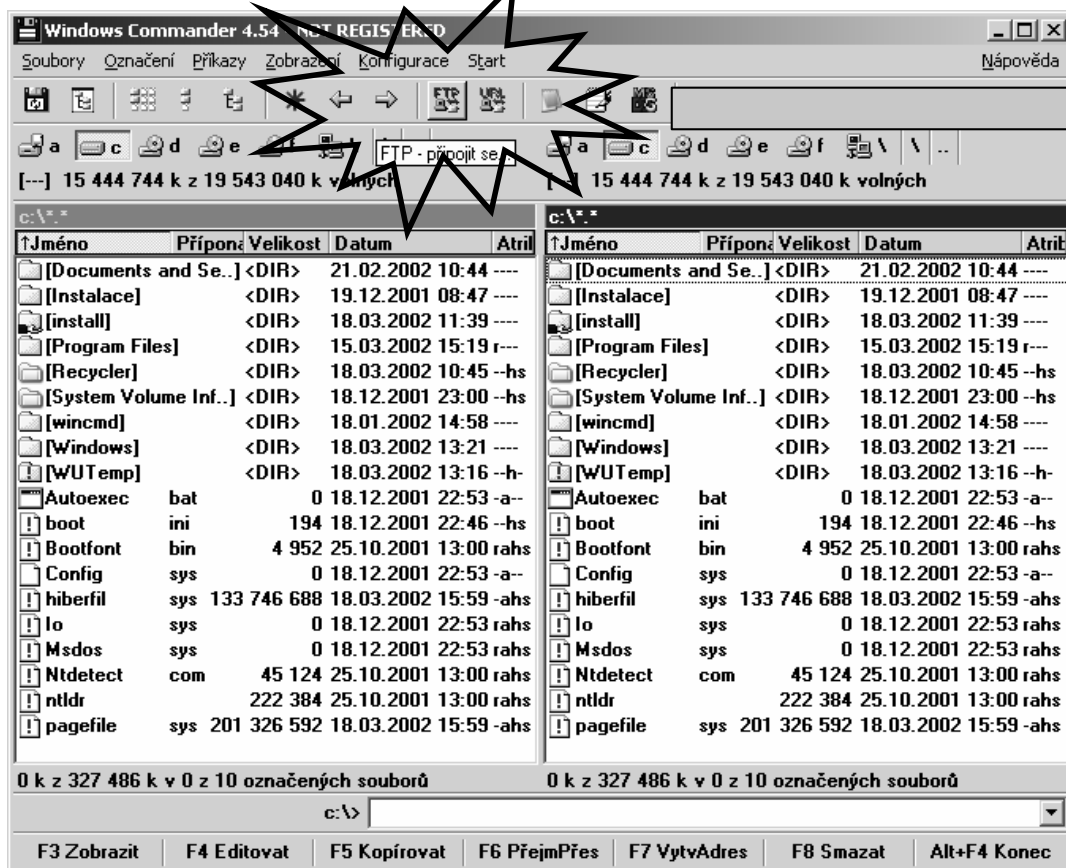 Windows Commander 4.54 - NOT REGISTERED
Soubory Označení Příkazy Zobrazení Konfigurace Start Nápověda
FTP URL
a c d e f \ a c d e f \ \ ..
FTP - připojit se...
[---] 15 444 744 k z 19 543 040 k volných 15 444 744 k z 19 543 040 k volných
c:\*.* c:\*.*
↑Jméno Přípona Velikost Datum Atrib ↑Jméno Přípona Velikost Datum Atrib
[Documents and Se..] <DIR> 21.02.2002 10:44 ---- [Documents and Se..] <DIR> 21.02.2002 10:44 ----
[Instalace] <DIR> 19.12.2001 08:47 ---- [Instalace] <DIR> 19.12.2001 08:47 ----
[install] <DIR> 18.03.2002 11:39 ---- [install] <DIR> 18.03.2002 11:39 ----
[Program Files] <DIR> 15.03.2002 15:19 r--- [Program Files] <DIR> 15.03.2002 15:19 r---
[Recycler] <DIR> 18.03.2002 10:45 --hs [Recycler] <DIR> 18.03.2002 10:45 --hs
[System Volume Inf..] <DIR> 18.12.2001 23:00 --hs [System Volume Inf..] <DIR> 18.12.2001 23:00 --hs
[wincmd] <DIR> 18.01.2002 14:58 ---- [wincmd] <DIR> 18.01.2002 14:58 ----
[Windows] <DIR> 18.03.2002 13:21 ---- [Windows] <DIR> 18.03.2002 13:21 ----
[WUTemp] <DIR> 18.03.2002 13:16 --h- [WUTemp] <DIR> 18.03.2002 13:16 --h-
Autoexec bat 0 18.12.2001 22:53 -a-- Autoexec bat 0 18.12.2001 22:53 -a--
boot ini 194 18.12.2001 22:46 --hs boot ini 194 18.12.2001 22:46 --hs
Bootfont bin 4 952 25.10.2001 13:00 rahs Bootfont bin 4 952 25.10.2001 13:00 rahs
Config sys 0 18.12.2001 22:53 -a-- Config sys 0 18.12.2001 22:53 -a--
hiberfil sys 133 746 688 18.03.2002 15:59 -ahs hiberfil sys 133 746 688 18.03.2002 15:59 -ahs
Io sys 0 18.12.2001 22:53 rahs Io sys 0 18.12.2001 22:53 rahs
Msdos sys 0 18.12.2001 22:53 rahs Msdos sys 0 18.12.2001 22:53 rahs
Ntdetect com 45 124 25.10.2001 13:00 rahs Ntdetect com 45 124 25.10.2001 13:00 rahs
ntldr 222 384 25.10.2001 13:00 rahs ntldr 222 384 25.10.2001 13:00 rahs
pagefile sys 201 326 592 18.03.2002 15:59 -ahs pagefile sys 201 326 592 18.03.2002 15:59 -ahs
0 k z 327 486 k v 0 z 10 označených souborů 0 k z 327 486 k v 0 z 10 označených souborů
c:\>
F3 Zobrazit F4 Editovat F5 Kopírovat F6 PřejmPřes F7 VytvAdres F8 Smazat Alt+F4 Konec